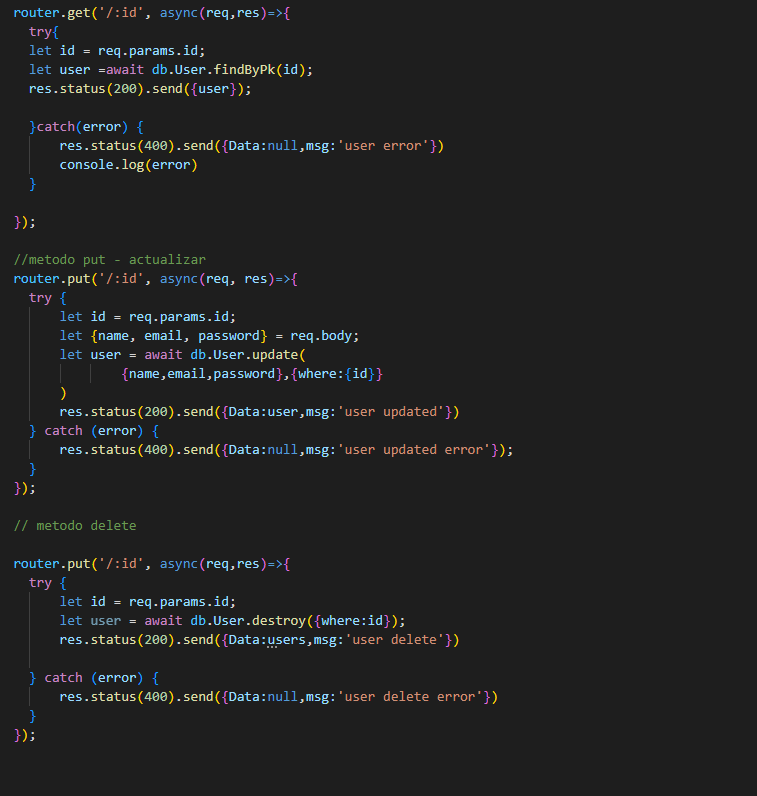 router.get('/:id', async(req,res)=>{
try{
let id = req.params.id;
let user =await db.User.findByPk(id);
res.status(200).send({user});
}catch(error) {
res.status(400).send({Data:null,msg:'user error'})
console.log(error)
}
});
//metodo put - actualizar
router.put('/:id', async(req, res)=>{
try {
let id = req.params.id;
let {name, email, password} = req.body;
let user = await db.User.update(
{name,email,password},{where:{id}}
)
res.status(200).send({Data:user,msg:'user updated'})
} catch (error) {
res.status(400).send({Data:null,msg:'user updated error'});
}
});
// metodo delete
router.put('/:id', async(req,res)=>{
try {
let id = req.params.id;
let user = await db.User.destroy({where:id});
res.status(200).send({Data:users,msg:'user delete'})
} catch (error) {
res.status(400).send({Data:null,msg:'user delete error'})
}
});